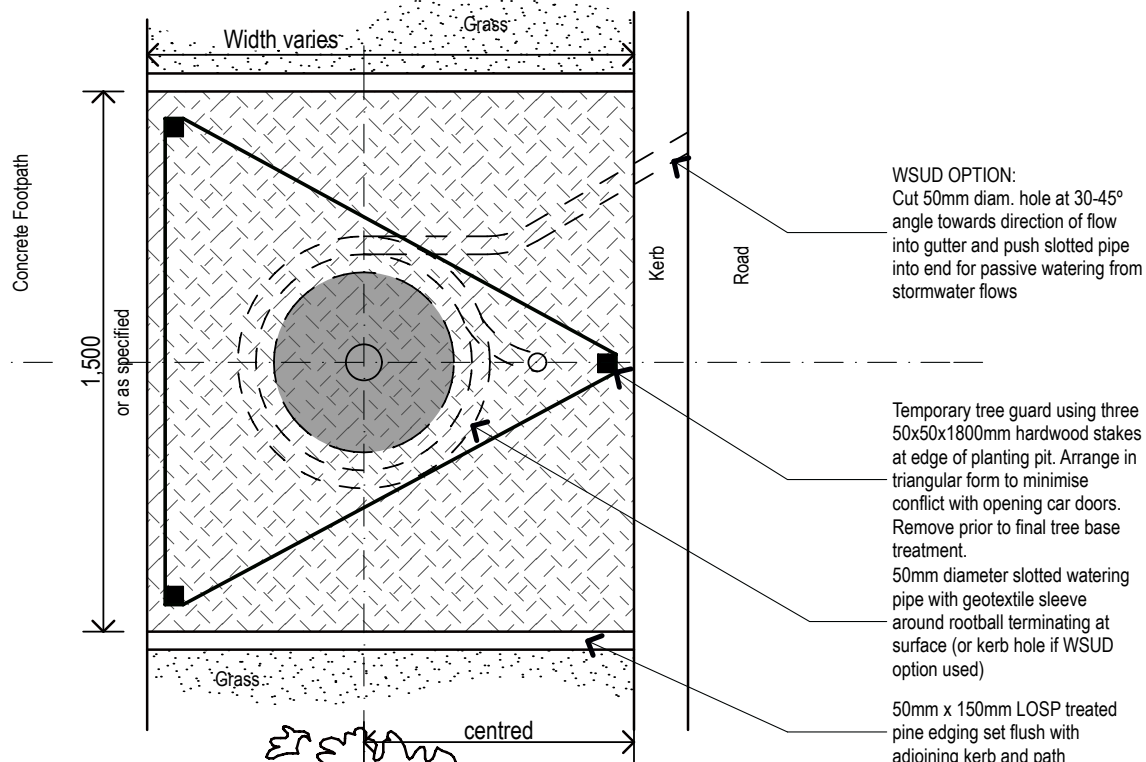 Grass
Width varies
Concrete Footpath
1,500
or as specified
Kerb
Road
WSUD OPTION:
Cut 50mm diam. hole at 30-45º
angle towards direction of flow
into gutter and push slotted pipe
into end for passive watering from
stormwater flows
Temporary tree guard using three
50x50x1800mm hardwood stakes
at edge of planting pit. Arrange in
triangular form to minimise
conflict with opening car doors.
Remove prior to final tree base
treatment.
50mm diameter slotted watering
pipe with geotextile sleeve
around rootball terminating at
surface (or kerb hole if WSUD
option used)
Grass
centred
50mm x 150mm LOSP treated
pine edging set flush with
adjoining kerb and path